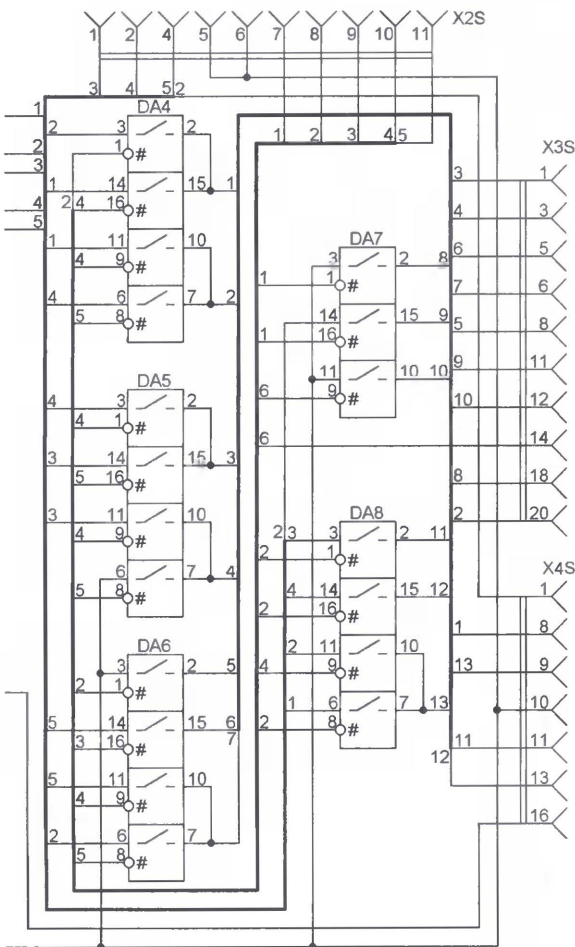 X2S
1 2 4 5 6 7 8 9 10 11
3 4 5 2
1
2
3
4
5
DA4
2 3 2
1 #
1 14 15 1
2 4 16 #
1 11 10
4 9 #
4 6 7 2
5 8 #
DA5
4 3 2
4 1 #
3 14 15 3
5 16 #
3 11 10
4 9 #
6 7 4
5 8 #
DA6
3 2 5
2 1 #
5 14 15 6
3 16 # 7
5 11 10
4 9 #
2 6 7
5 8 #
1 2 3 4 5
DA7
3 2 8
1 1 #
14 15 9
1 16 #
11 10 10
6 9 #
6
DA8
2 3 3 2 11
2 1 #
4 14 15 12
2 16 #
2 11 10
4 9 #
1 6 7 13
2 8 #
X3S
3 1
4 3
6 5
7 6
5 8
9 11
10 12
14
8 18
2 20
X4S
1
1 8
13 9
10
11 11
12 13
16